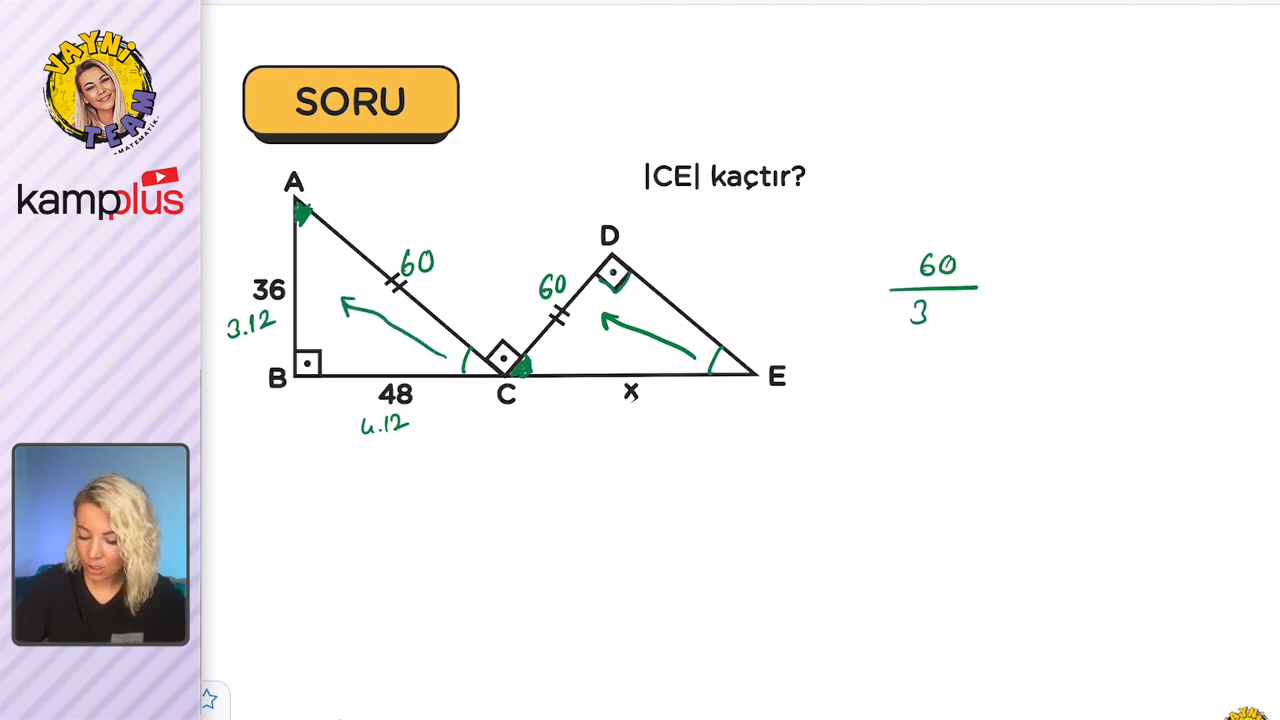 VAYNi
TEAM
-MATEMATİK-
kampplus
SORU
|CE| kaçtır?
A
D
60
60
60
3
36
3.12
B
48
C
x
E
4.12